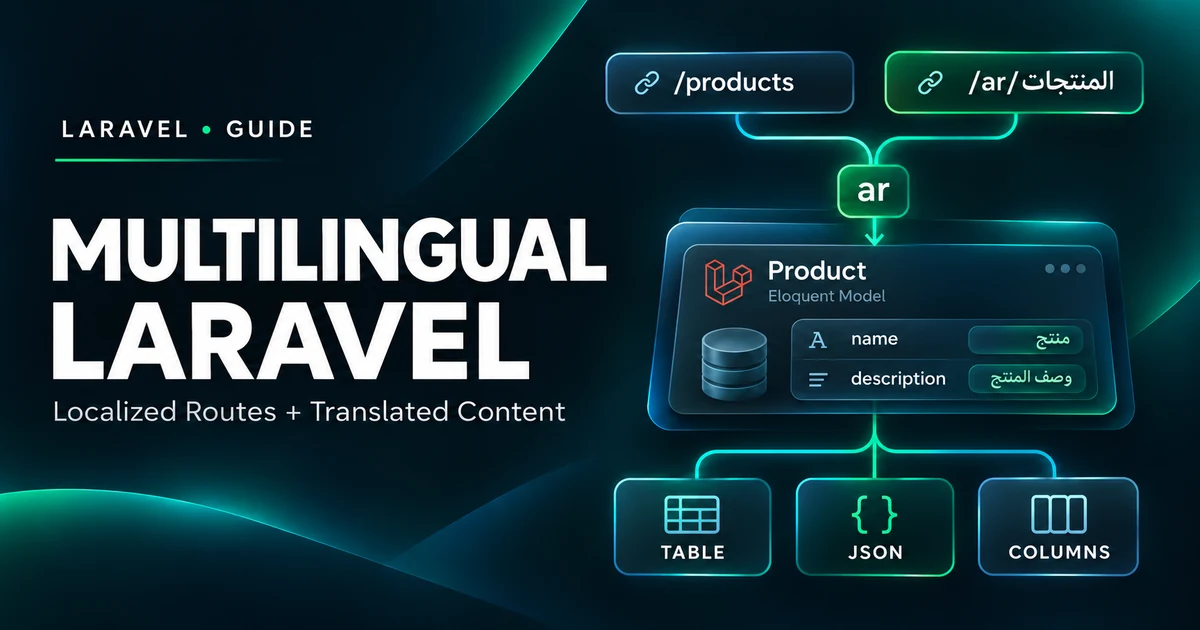 LARAVEL • GUIDE
MULTILINGUAL
LARAVEL
Localized Routes + Translated Content
/products
/ar/المنتجات
ar
Product
Eloquent Model
A name منتج
description وصف المنتج
TABLE
{ } JSON
COLUMNS